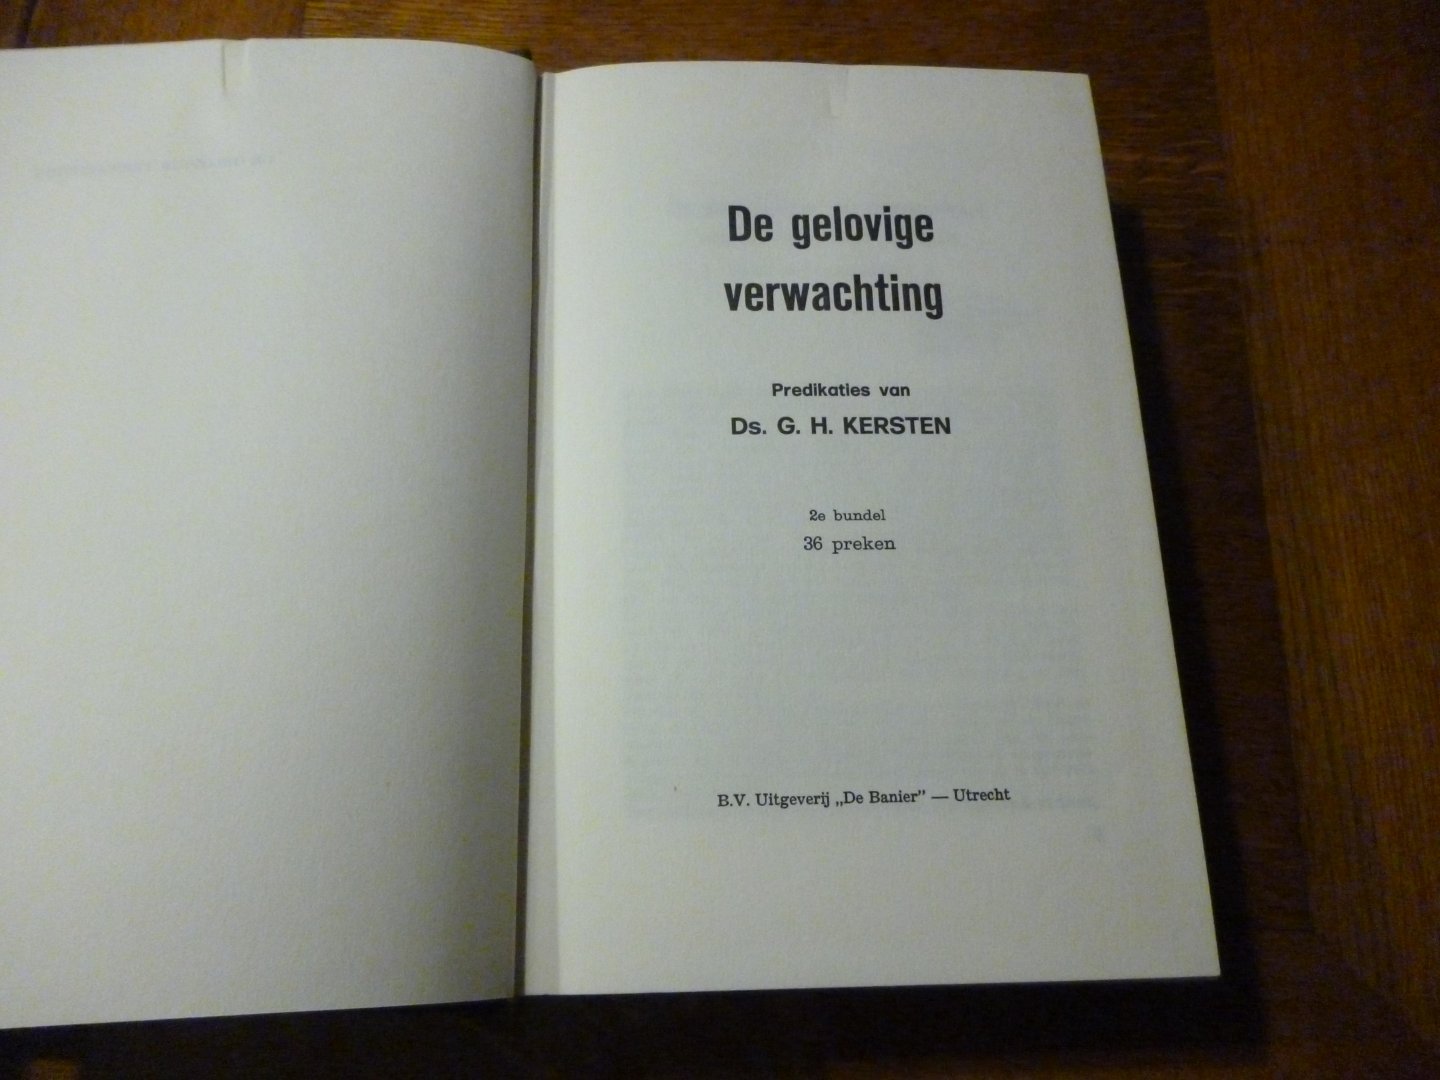 De gelovige
verwachting
Predikaties van
Ds. G. H. KERSTEN
2e bundel
36 preken
B.V. Uitgeverij „De Banier” — Utrecht